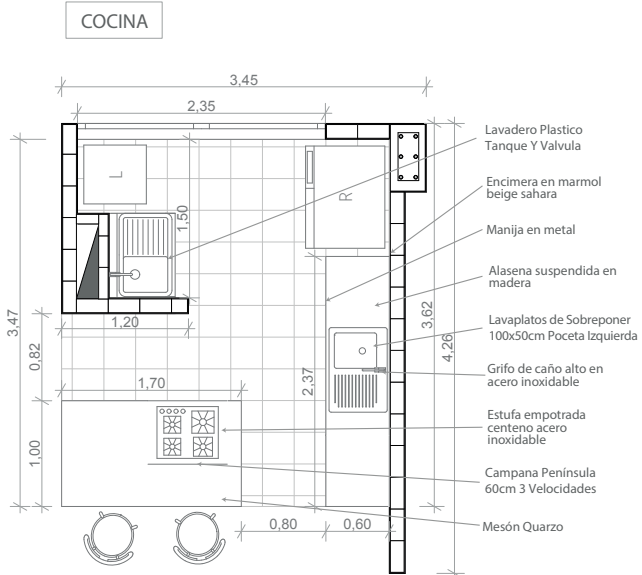 COCINA
3,45
2,35
L
R
1,50
1,20
3,47
0,82
1,70
1,00
2,37
3,62
4,26
0,80
0,60
Lavadero Plastico
Tanque Y Valvula
Encimera en marmol
beige sahara
Manija en metal
Alasena suspendida en
madera
Lavaplatos de Sobreponer
100x50cm Poceta Izquierda
Grifo de caño alto en
acero inoxidable
Estufa empotrada
centeno acero
inoxidable
Campana Península
60cm 3 Velocidades
Mesón Quarzo